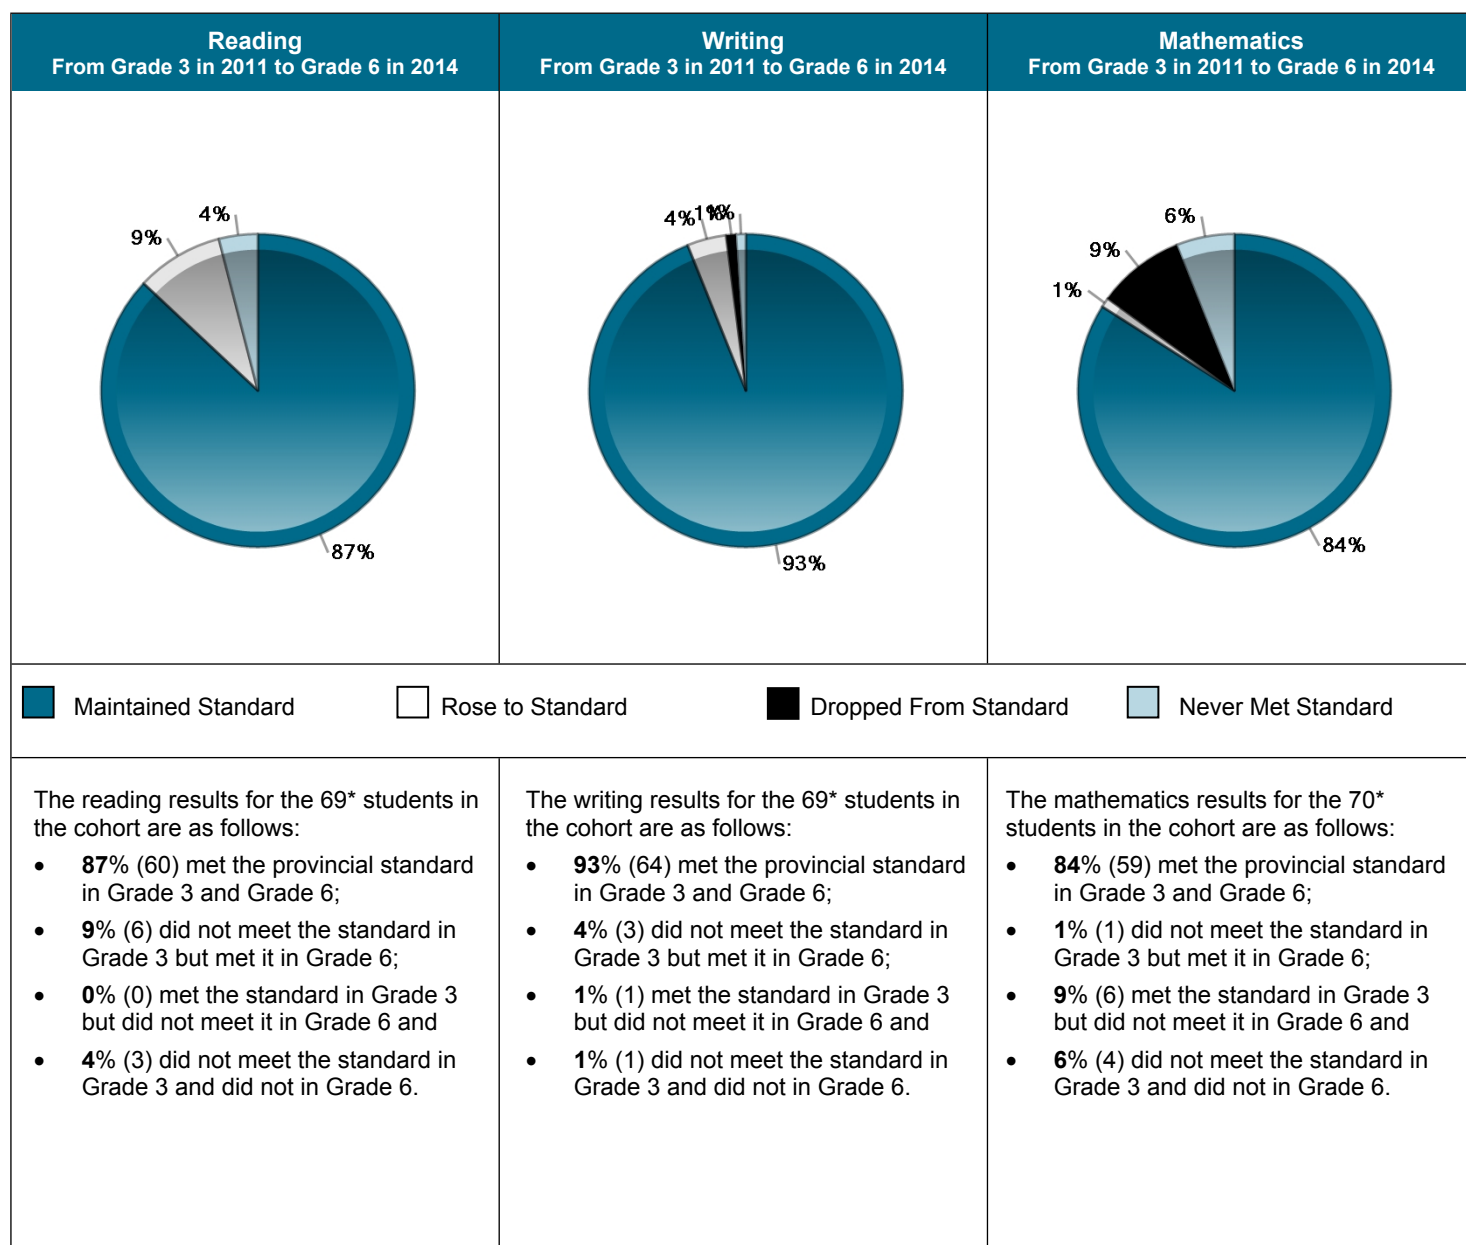 Reading
From Grade 3 in 2011 to Grade 6 in 2014
Writing
From Grade 3 in 2011 to Grade 6 in 2014
Mathematics
From Grade 3 in 2011 to Grade 6 in 2014
4%
9%
87%
4%
1%
1%
93%
6%
9%
1%
84%
Maintained Standard
Rose to Standard
Dropped From Standard
Never Met Standard
The reading results for the 69* students in
the cohort are as follows:
• 87% (60) met the provincial standard
in Grade 3 and Grade 6;
• 9% (6) did not meet the standard in
Grade 3 but met it in Grade 6;
• 0% (0) met the standard in Grade 3
but did not meet it in Grade 6 and
• 4% (3) did not meet the standard in
Grade 3 and did not in Grade 6.
The writing results for the 69* students in
the cohort are as follows:
• 93% (64) met the provincial standard
in Grade 3 and Grade 6;
• 4% (3) did not meet the standard in
Grade 3 but met it in Grade 6;
• 1% (1) met the standard in Grade 3
but did not meet it in Grade 6 and
• 1% (1) did not meet the standard in
Grade 3 and did not in Grade 6.
The mathematics results for the 70*
students in the cohort are as follows:
• 84% (59) met the provincial standard
in Grade 3 and Grade 6;
• 1% (1) did not meet the standard in
Grade 3 but met it in Grade 6;
• 9% (6) met the standard in Grade 3
but did not meet it in Grade 6 and
• 6% (4) did not meet the standard in
Grade 3 and did not in Grade 6.